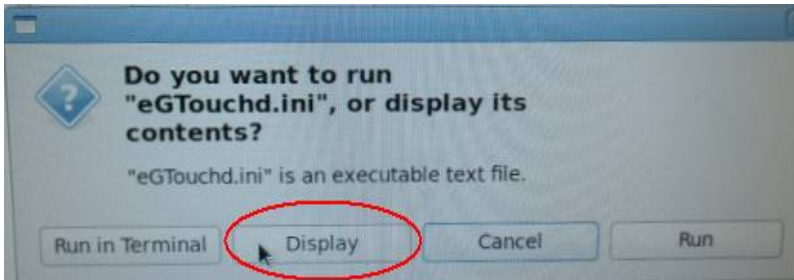 Do you want to run
"eGTouchd.ini", or display its
contents?
"eGTouchd.ini" is an executable text file.
Run in Terminal
Display
Cancel
Run